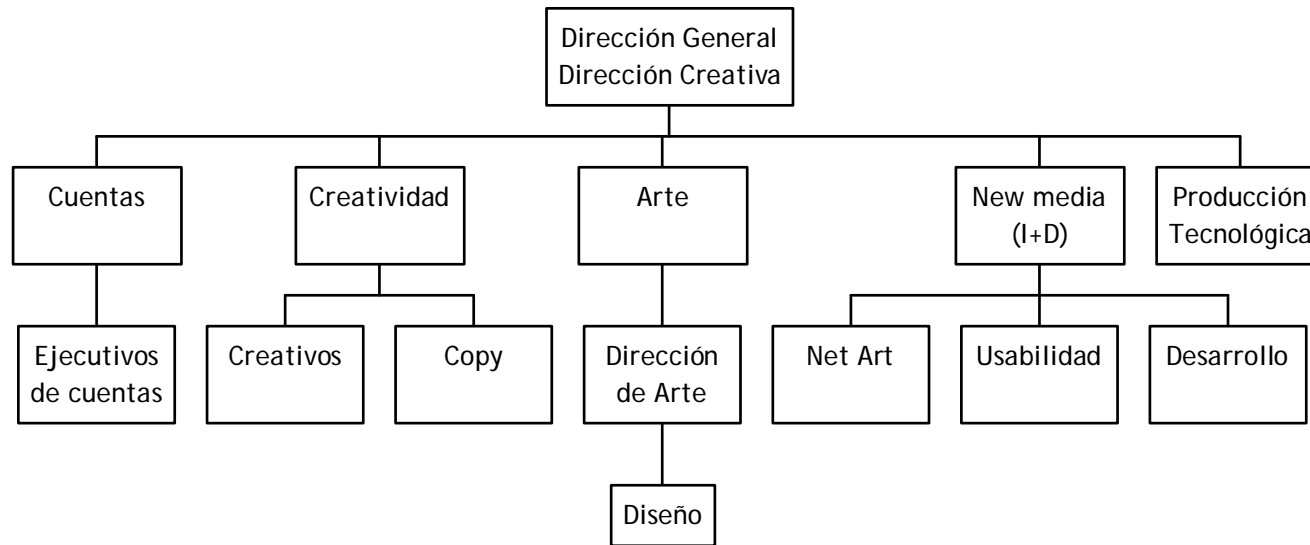 Dirección General
Dirección Creativa
Cuentas
Creatividad
Arte
New media
(I+D)
Producción
Tecnológica
Ejecutivos
de cuentas
Creativos
Copy
Dirección
de Arte
Net Art
Usabilidad
Desarrollo
Diseño